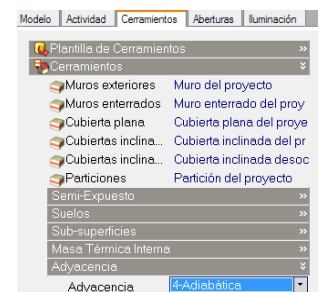 Modelo Actividad Cerramientos Aberturas Iluminación
Plantilla de Cerramientos »
Cerramientos
Muros exteriores Muro del proyecto
Muros enterrados Muro enterrado del proy
Cubierta plana Cubierta plana del proye
Cubiertas inclina... Cubierta inclinada del pr
Cubiertas inclina... Cubierta inclinada desoc
Particiones Partición del proyecto
Semi-Expuesto »
Suelos »
Sub-superficies »
Masa Térmica Interna »
Adyacencia
Adyacencia 4-Adiabática